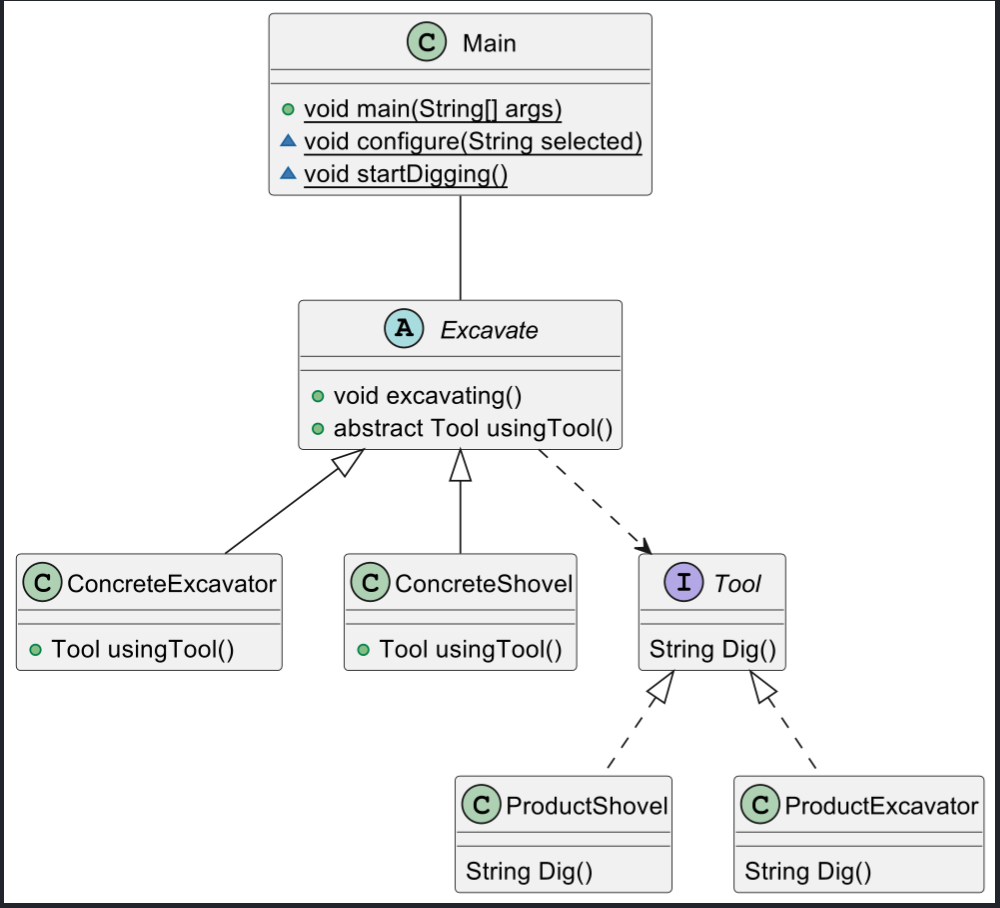 C Main
void main(String[] args)
void configure(String selected)
void startDigging()
A Excavate
void excavating()
abstract Tool usingTool()
C ConcreteExcavator
Tool usingTool()
C ConcreteShovel
Tool usingTool()
I Tool
String Dig()
C ProductShovel
String Dig()
C ProductExcavator
String Dig()